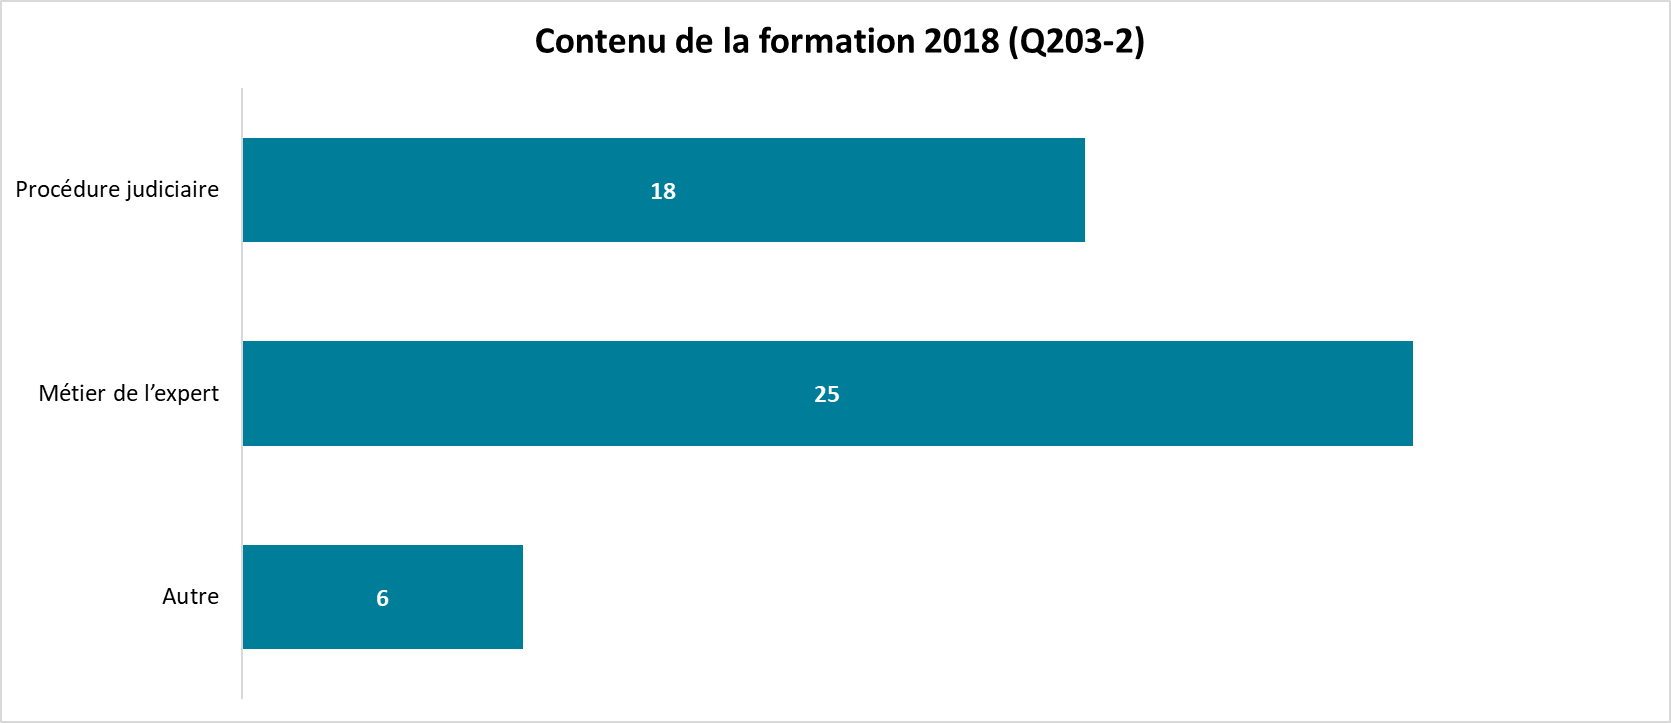 Contenu de la formation 2018 (Q203-2)
Procédure judiciaire
18
Métier de l’expert
25
Autre
6